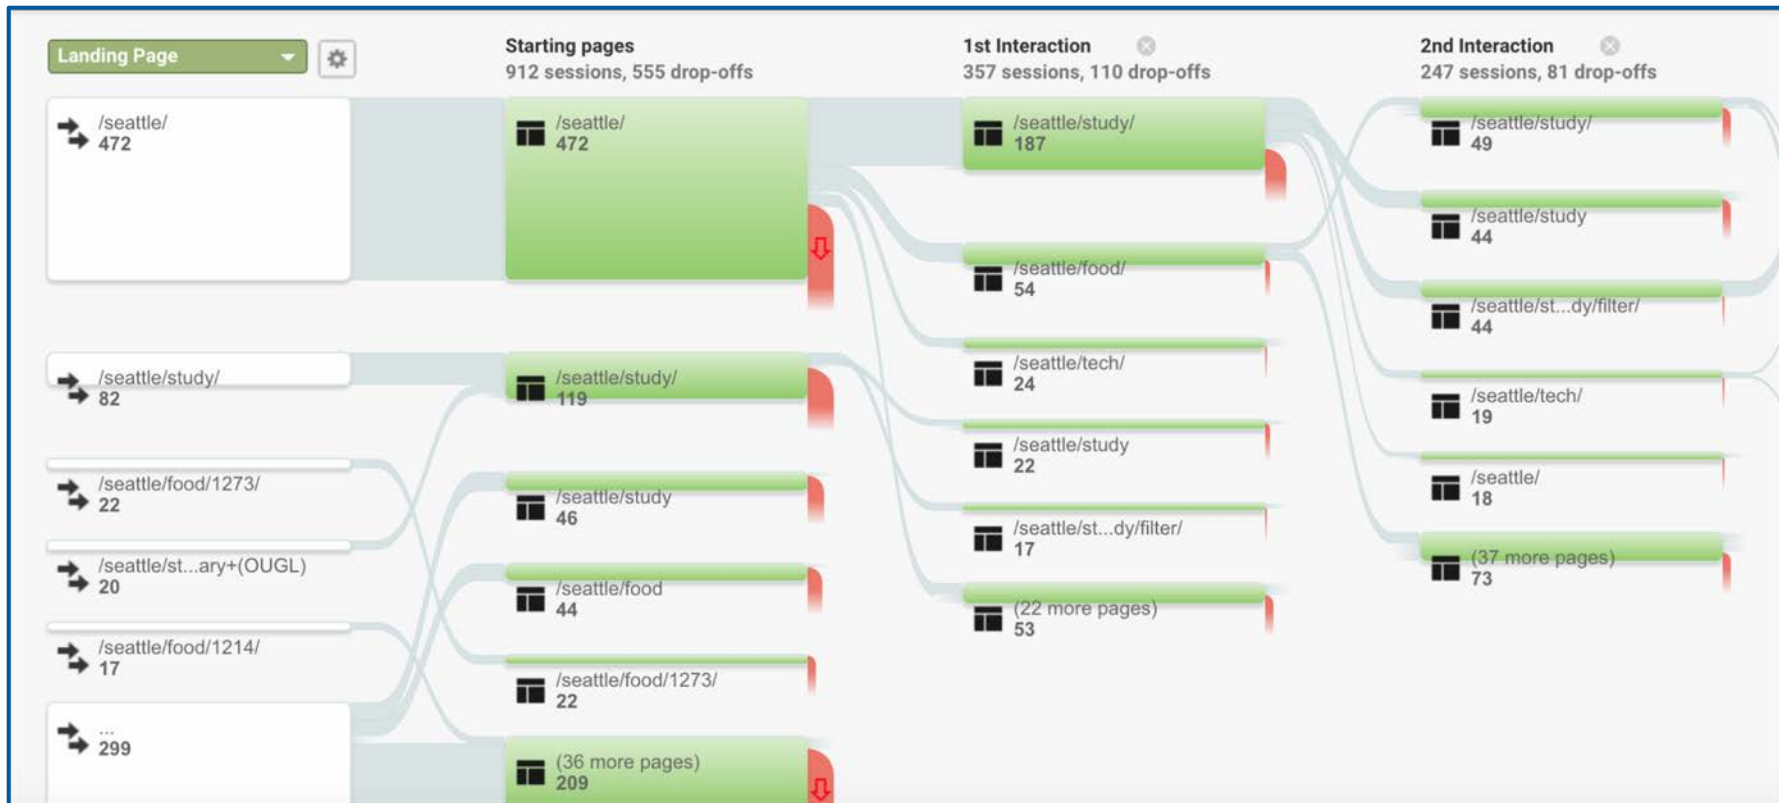 Landing Page
/seattle/
472
/seattle/study/
82
/seattle/food/1273/
22
/seattle/st...ary+(OUGL)
20
/seattle/food/1214/
17
...
299
Starting pages
912 sessions, 555 drop-offs
/seattle/
472
/seattle/study/
119
/seattle/study
46
/seattle/food
44
/seattle/food/1273/
22
(36 more pages)
209
1st Interaction
357 sessions, 110 drop-offs
/seattle/study/
187
/seattle/food/
54
/seattle/tech/
24
/seattle/study
22
/seattle/st...dy/filter/
17
(22 more pages)
53
2nd Interaction
247 sessions, 81 drop-offs
/seattle/study/
49
/seattle/study
44
/seattle/st...dy/filter/
44
/seattle/tech/
19
/seattle/
18
(37 more pages)
73